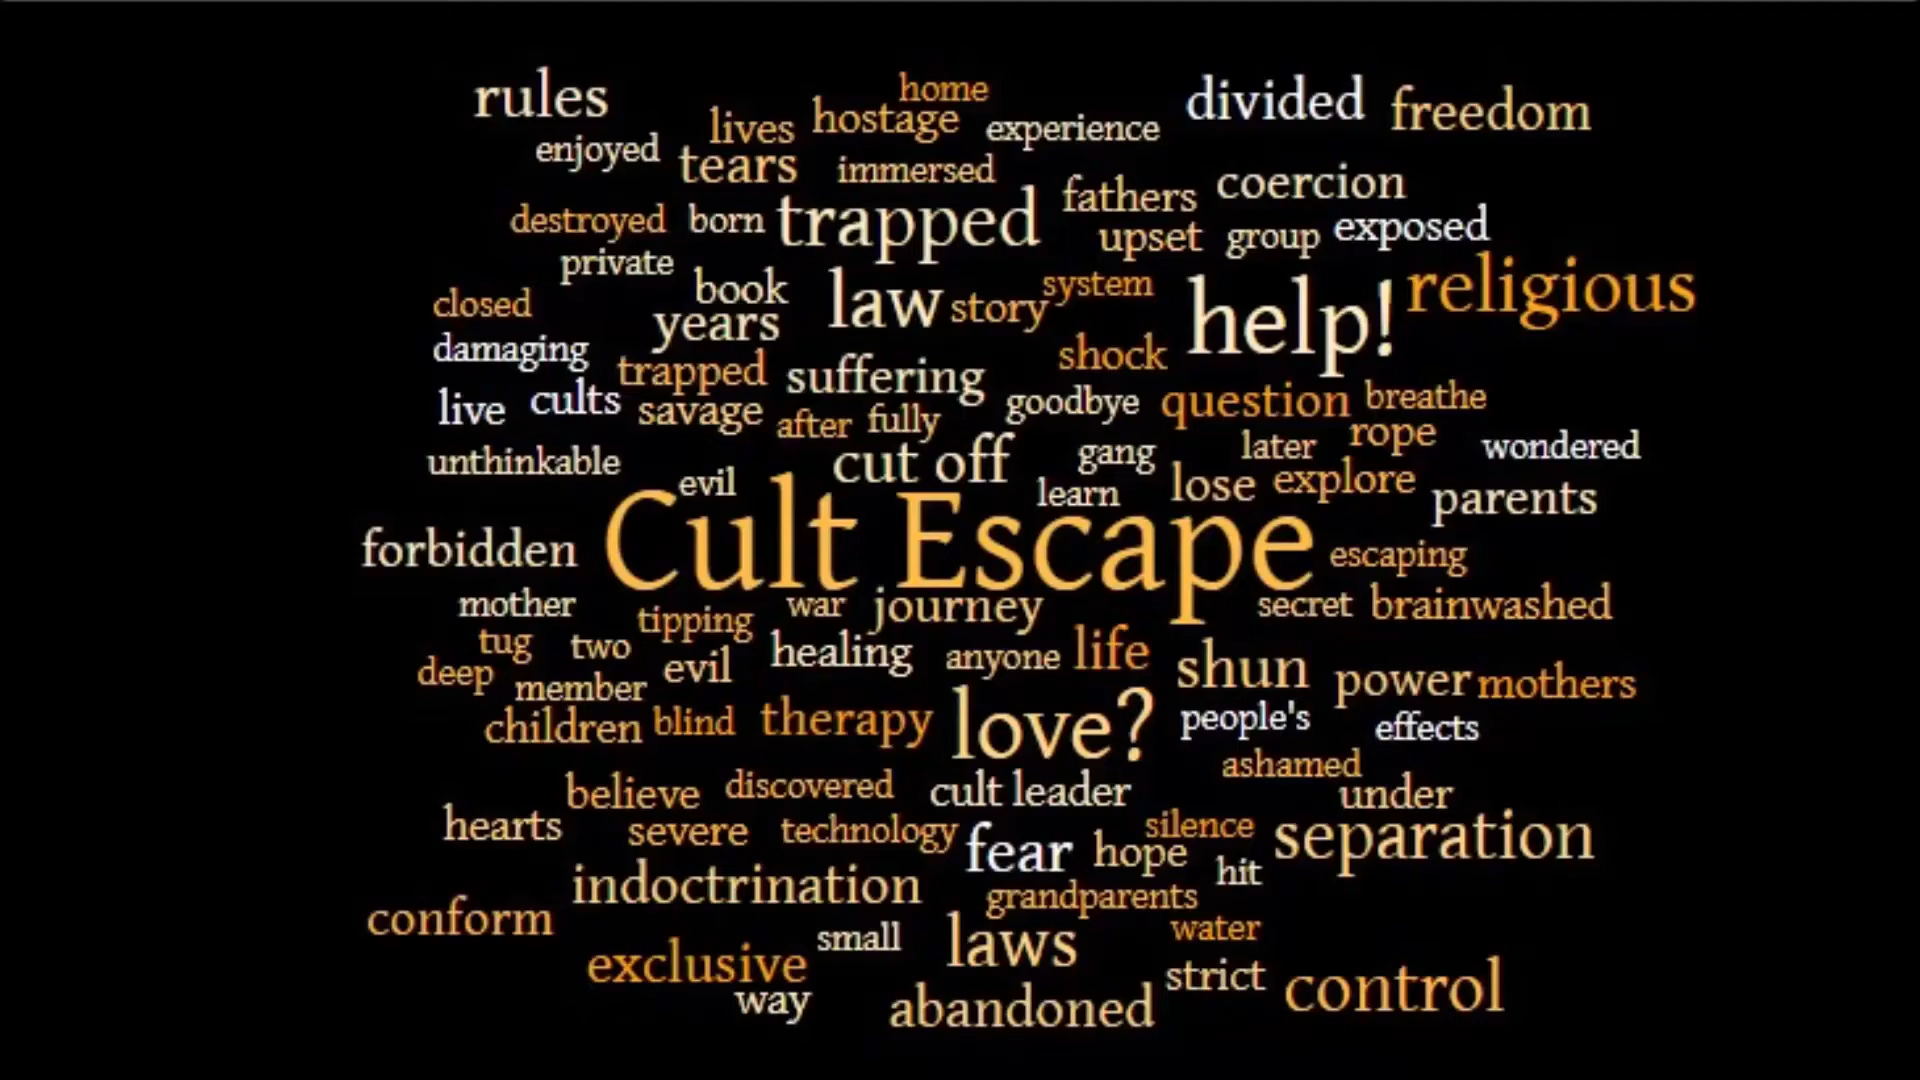 home
rules
divided
freedom
lives
hostage
experience
enjoyed
tears
immersed
fathers
coercion
destroyed
born
trapped
upset
group
exposed
private
book
law
story
system
help!
religious
closed
years
damaging
trapped
suffering
shock
live
cults
savage
after
fully
goodbye
question
breathe
unthinkable
evil
cut off
gang
learn
later
rope
wondered
lose
explore
parents
forbidden
Cult Escape
escaping
mother
tipping
war
journey
secret
brainwashed
tug
two
deep
member
evil
healing
anyone
life
shun
power
mothers
children
blind
therapy
love?
people's
effects
ashamed
believe
discovered
cult leader
under
hearts
severe
technology
fear
hope
silence
hit
separation
indoctrination
grandparents
conform
small
laws
water
exclusive
way
abandoned
strict
control